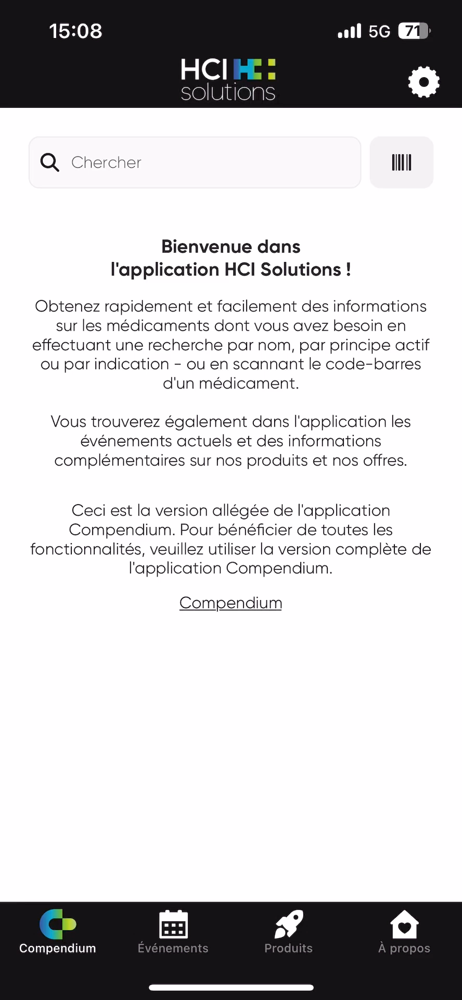 15:08
5G 71
HCI
solutions
Chercher
Bienvenue dans
l'application HCI Solutions !
Obtenez rapidement et facilement des informations
sur les médicaments dont vous avez besoin en
effectuant une recherche par nom, par principe actif
ou par indication - ou en scannant le code-barres
d'un médicament.
Vous trouverez également dans l'application les
événements actuels et des informations
complémentaires sur nos produits et nos offres.
Ceci est la version allégée de l'application
Compendium. Pour bénéficier de toutes les
fonctionnalités, veuillez utiliser la version complète de
l'application Compendium.
Compendium
Compendium Événements Produits À propos